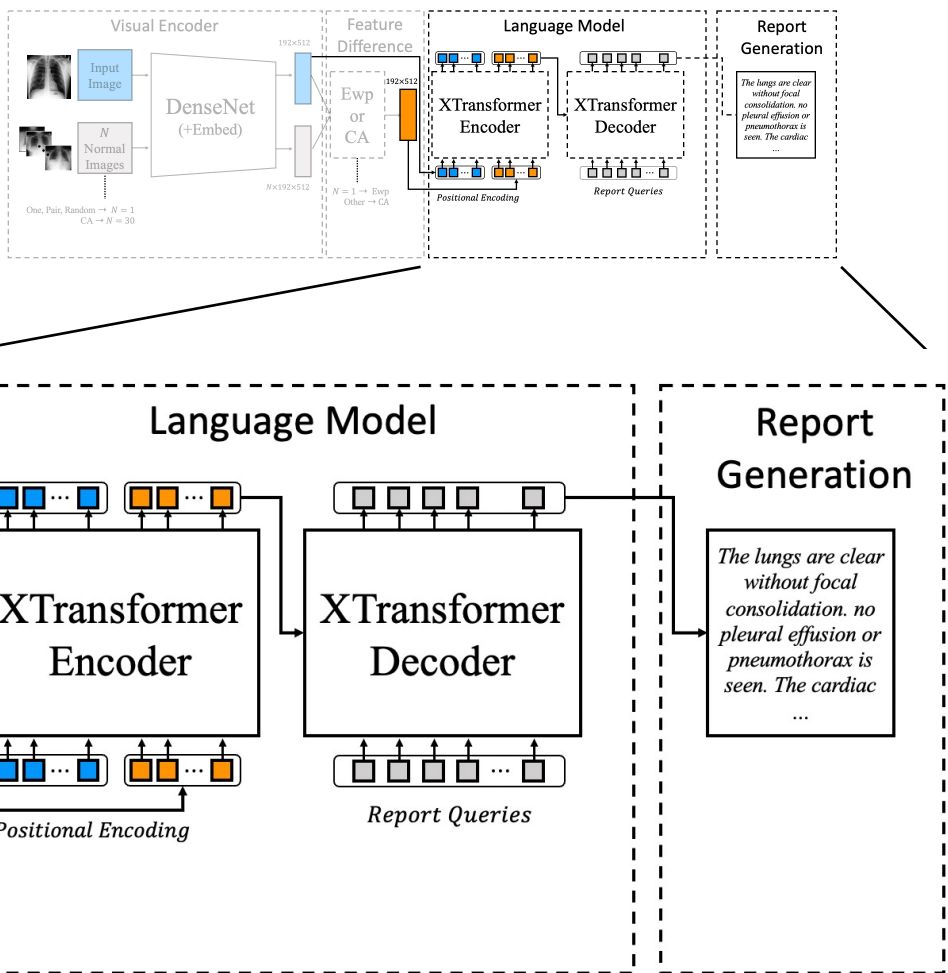 Visual Encoder
Feature
Difference
Language Model
Report
Generation
192×512
Input
Image
DenseNet
(+Embed)
N
Normal
Images
N×192×512
Ewp
or
CA
192×512
N = 1 → Ewp
Other → CA
One, Pair, Random → N = 1
CA → N = 30
...
...
...
XTransformer
Encoder
XTransformer
Decoder
...
...
...
Positional Encoding
Report Queries
The lungs are clear
without focal
consolidation. no
pleural effusion or
pneumothorax is
seen. The cardiac
...
Language Model
Report
Generation
...
...
...
XTransformer
Encoder
XTransformer
Decoder
...
...
...
Positional Encoding
Report Queries
The lungs are clear
without focal
consolidation. no
pleural effusion or
pneumothorax is
seen. The cardiac
...